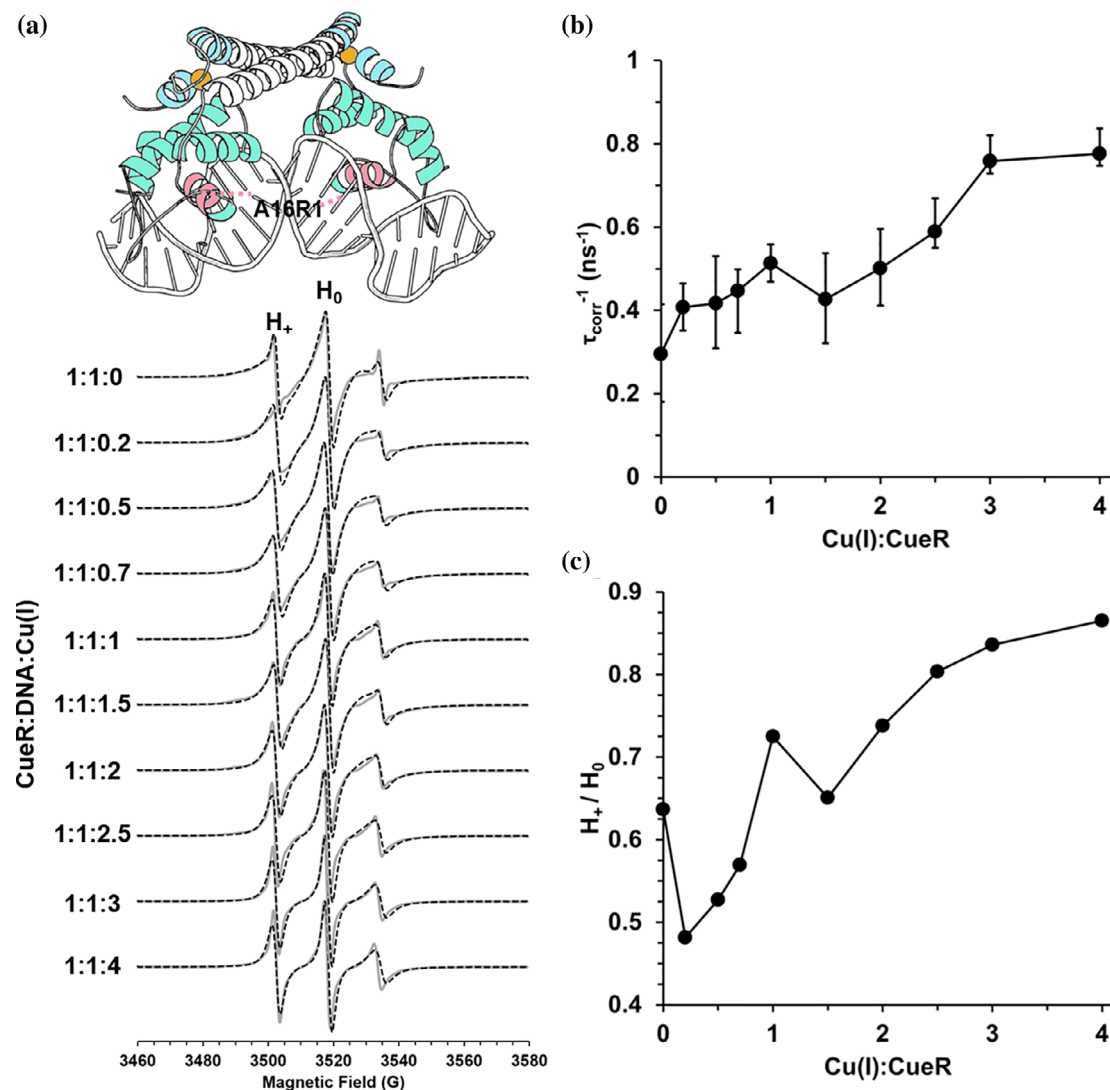 (a)
A16R1
H+
H0
1:1:0
1:1:0.2
1:1:0.5
1:1:0.7
1:1:1
1:1:1.5
1:1:2
1:1:2.5
1:1:3
1:1:4
CueR:DNA:Cu(I)
3460 3480 3500 3520 3540 3560 3580
Magnetic Field (G)
(b)
1
0.8
0.6
0.4
0.2
0
τcorr-1 (ns-1)
0 1 2 3 4
Cu(I):CueR
(c)
0.9
0.8
0.7
0.6
0.5
0.4
H+ / H0
0 1 2 3 4
Cu(I):CueR